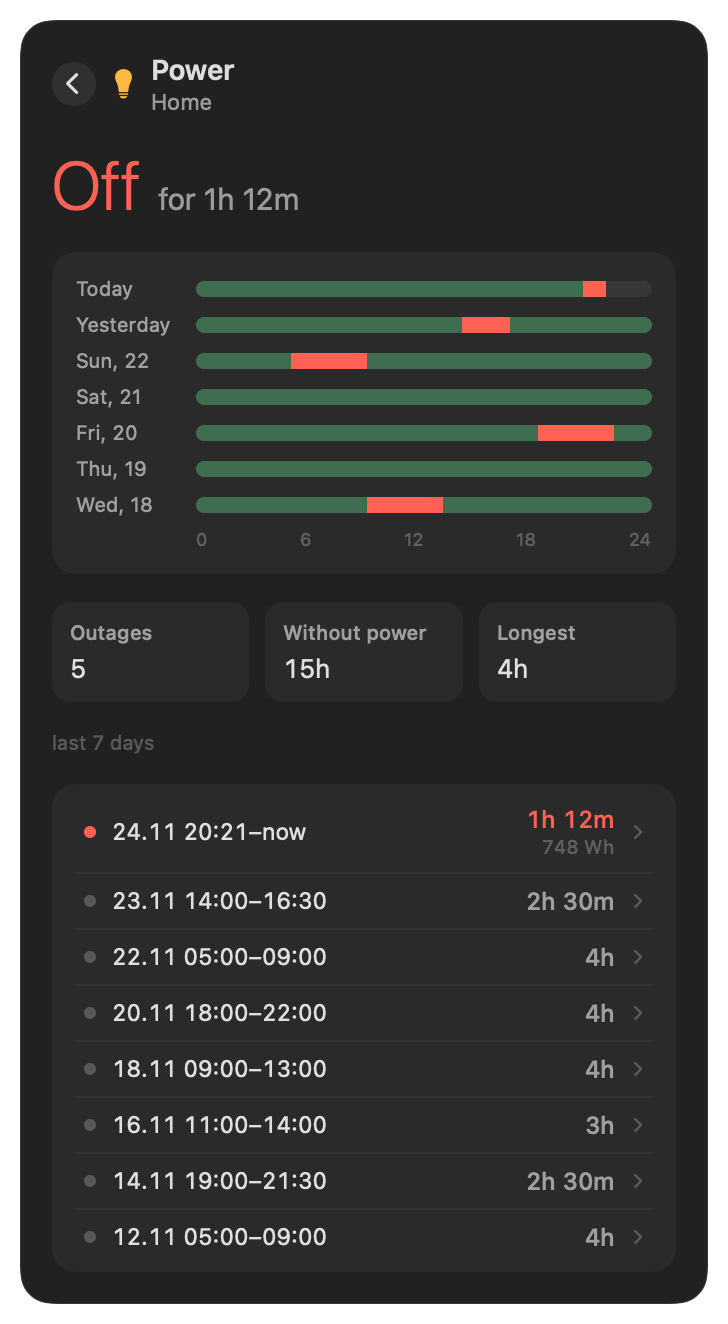 Power
Home
Off for 1h 12m
Today
Yesterday
Sun, 22
Sat, 21
Fri, 20
Thu, 19
Wed, 18
0 6 12 18 24
Outages Without power Longest
5 15h 4h
last 7 days
24.11 20:21–now 1h 12m
748 Wh
23.11 14:00–16:30 2h 30m
22.11 05:00–09:00 4h
20.11 18:00–22:00 4h
18.11 09:00–13:00 4h
16.11 11:00–14:00 3h
14.11 19:00–21:30 2h 30m
12.11 05:00–09:00 4h